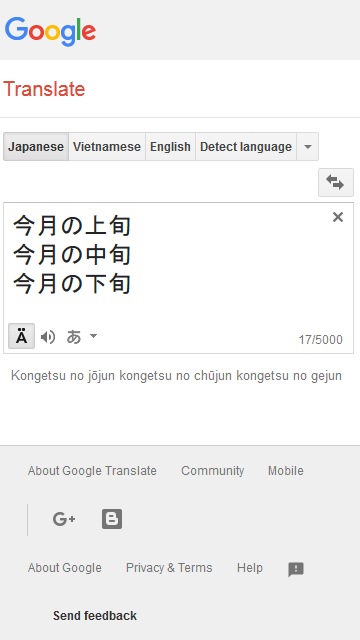 Google
Translate
Japanese Vietnamese English Detect language
今月の上旬
今月の中旬
今月の下旬
Ä あ 17/5000
Kongetsu no jōjun kongetsu no chūjun kongetsu no gejun
About Google Translate Community Mobile
G+ B
About Google Privacy & Terms Help
Send feedback